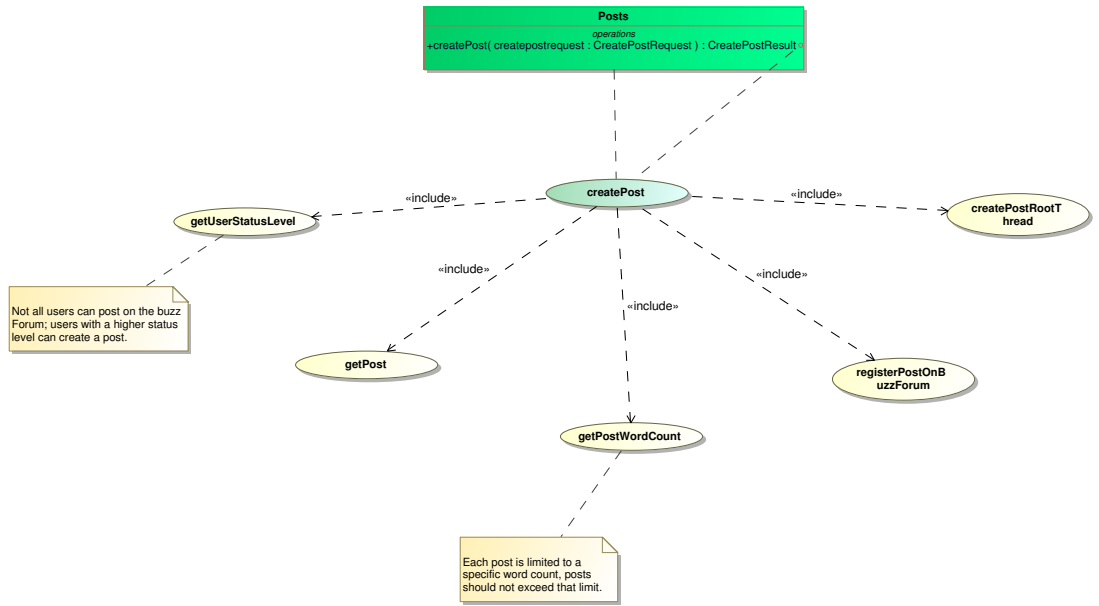 Posts
operations
+createPost( createpostrequest : CreatePostRequest ) : CreatePostResult
createPost
«include»
«include»
getUserStatusLevel
createPostRootT
hread
«include»
«include»
Not all users can post on the buzz
Forum; users with a higher status
level can create a post.
«include»
getPost
registerPostOnB
uzzForum
getPostWordCount
Each post is limited to a
specific word count, posts
should not exceed that limit.